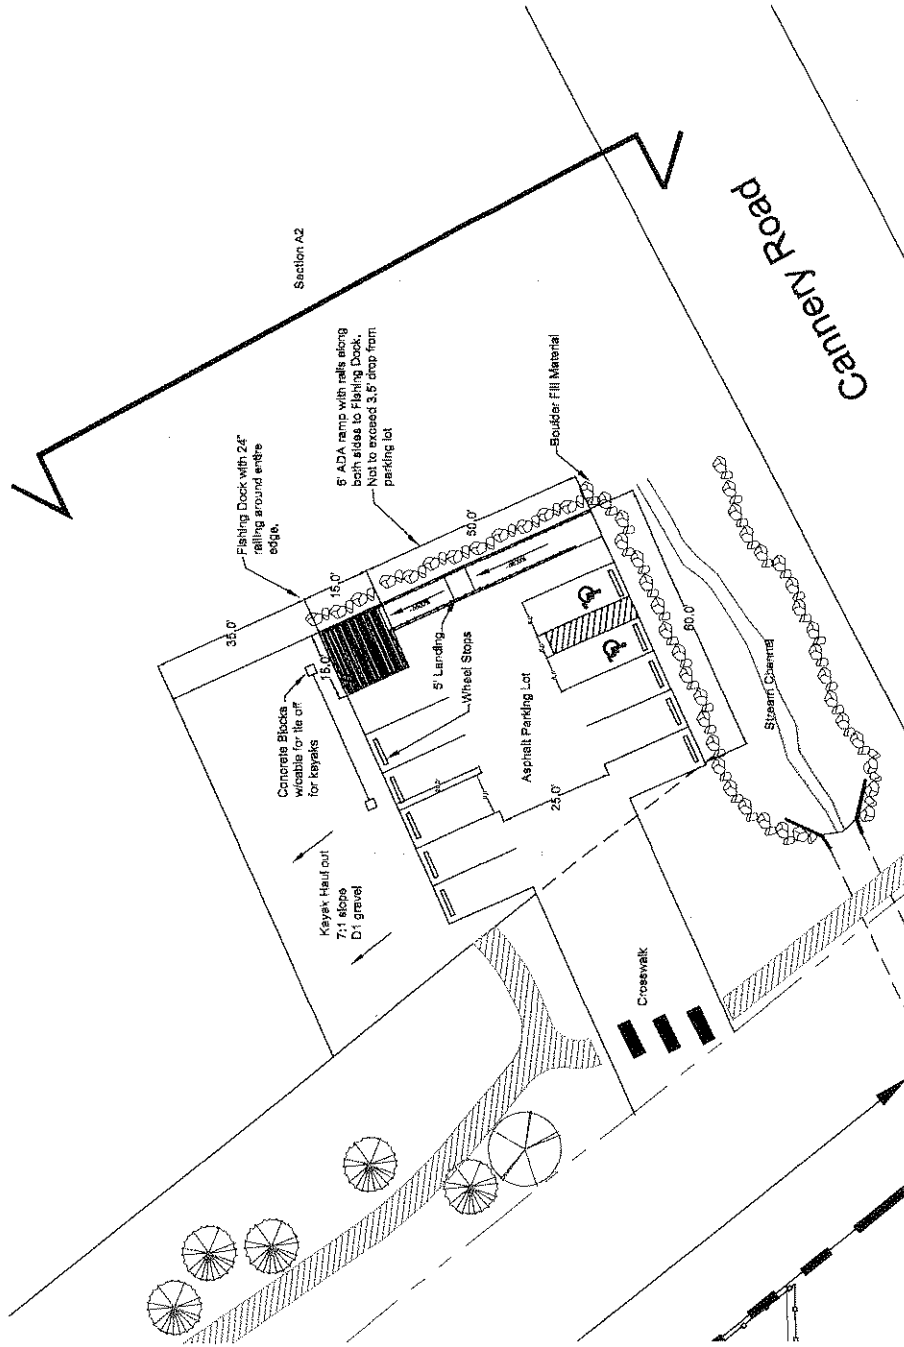 Section A2
Cannery Road
Fishing Dock with 24"
railing around entire
edge.
6' ADA ramp with rails along
both sides to Fishing Dock.
Not to exceed 3.5' drop from
parking lot
Boulder Fill Material
35.0'
15.0'
15.0'
50.0'
5' Landing
Wheel Stops
Concrete Blocks
w/cable for tie off
for kayaks
Asphalt Parking Lot
25.0'
60.0'
Stream Channel
Kayak Haul out
7:1 slope
D1 gravel
Crosswalk